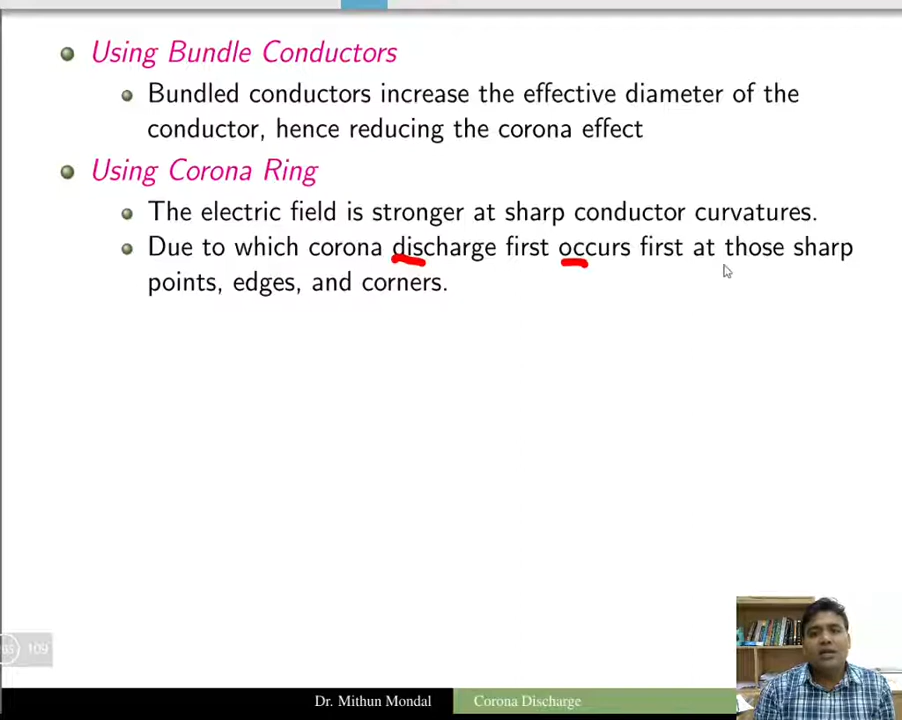 Using Bundle Conductors
Bundled conductors increase the effective diameter of the
conductor, hence reducing the corona effect
Using Corona Ring
The electric field is stronger at sharp conductor curvatures.
Due to which corona discharge first occurs first at those sharp
points, edges, and corners.
65 109
Dr. Mithun Mondal Corona Discharge